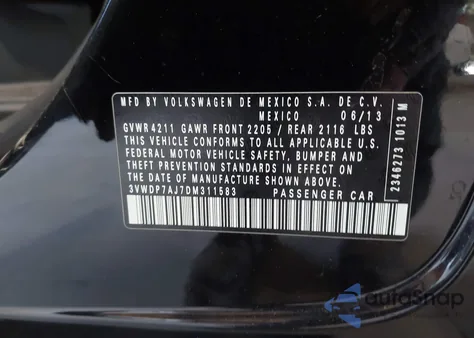 MFD BY VOLKSWAGEN DE MEXICO S.A. DE C.V.
MEXICO 06/13
GVWR 4211 GAWR FRONT 2205 / REAR 2116 LBS
THIS VEHICLE CONFORMS TO ALL APPLICABLE U.S.
FEDERAL MOTOR VEHICLE SAFETY, BUMPER AND
THEFT PREVENTION STANDARDS IN EFFECT ON THE
DATE OF MANUFACTURE SHOWN ABOVE
3VWDP7AJ7DM311583 PASSENGER CAR
2346273 1013 M
autoSnap